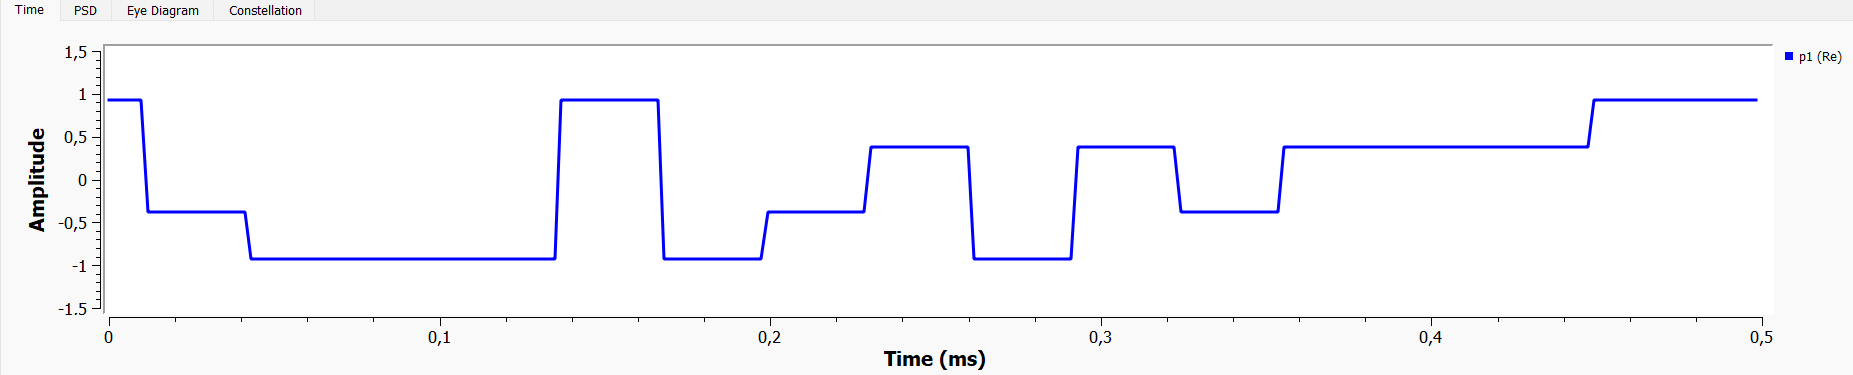 Time PSD Eye Diagram Constellation
1,5
1
0,5
0
-0,5
-1
-1.5
Amplitude
p1 (Re)
0 0,1 0,2 0,3 0,4 0,5
Time (ms)